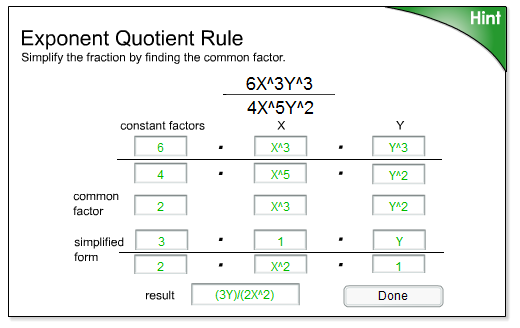 Hint
Exponent Quotient Rule
Simplify the fraction by finding the common factor.
6X^3Y^3
4X^5Y^2
constant factors X Y
6 · X^3 · Y^3
4 · X^5 · Y^2
common
factor 2 X^3 Y^2
simplified
form
3 · 1 · Y
2 · X^2 · 1
result (3Y)/(2X^2) Done